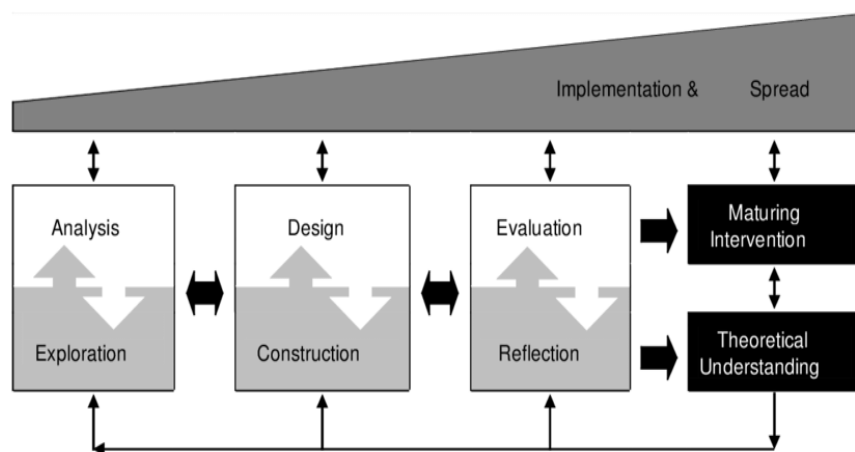 Implementation & Spread
Analysis
Exploration
Design
Construction
Evaluation
Reflection
Maturing
Intervention
Theoretical
Understanding